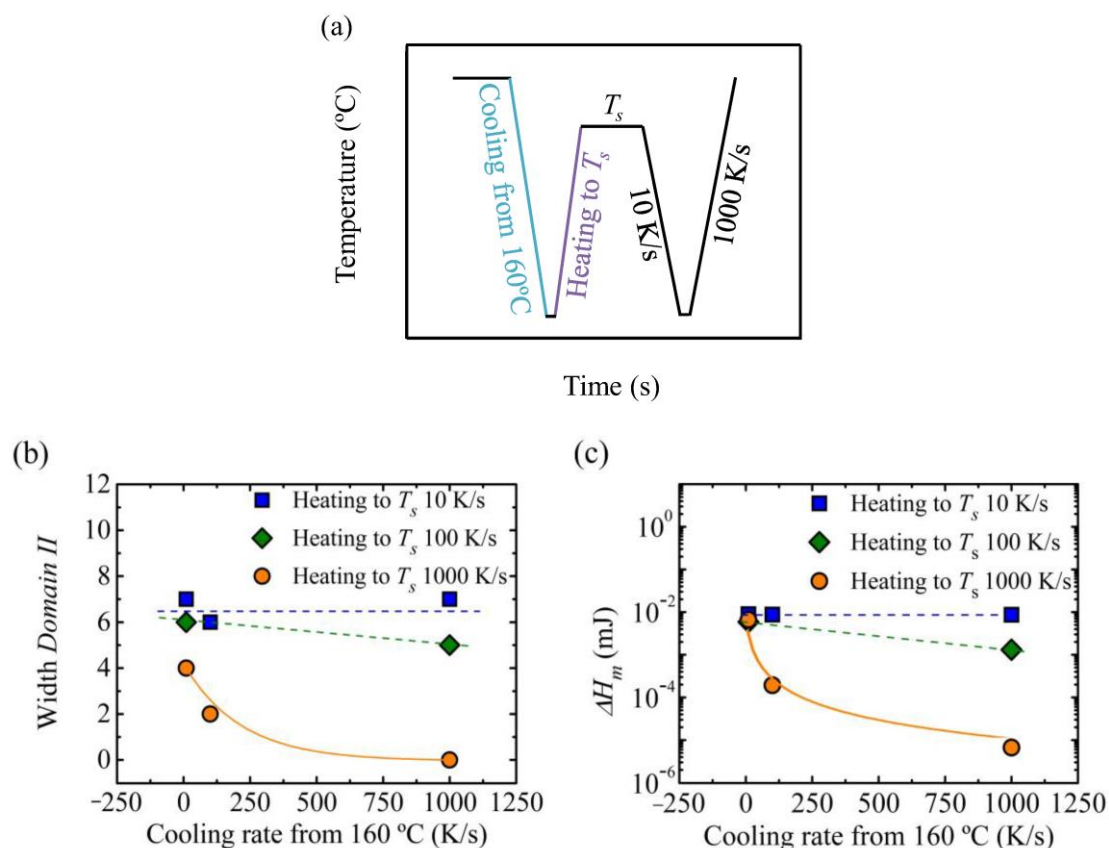 (a)
Temperature (ºC)
Cooling from 160ºC
Heating to Ts
Ts
10 K/s
1000 K/s
Time (s)
(b)
Width Domain II
12
10
8
6
4
2
0
Heating to Ts 10 K/s
Heating to Ts 100 K/s
Heating to Ts 1000 K/s
−250 0 250 500 750 1000 1250
Cooling rate from 160 ºC (K/s)
(c)
ΔHm (mJ)
10^0
10^-2
10^-4
10^-6
Heating to Ts 10 K/s
Heating to Ts 100 K/s
Heating to Ts 1000 K/s
−250 0 250 500 750 1000 1250
Cooling rate from 160 ºC (K/s)